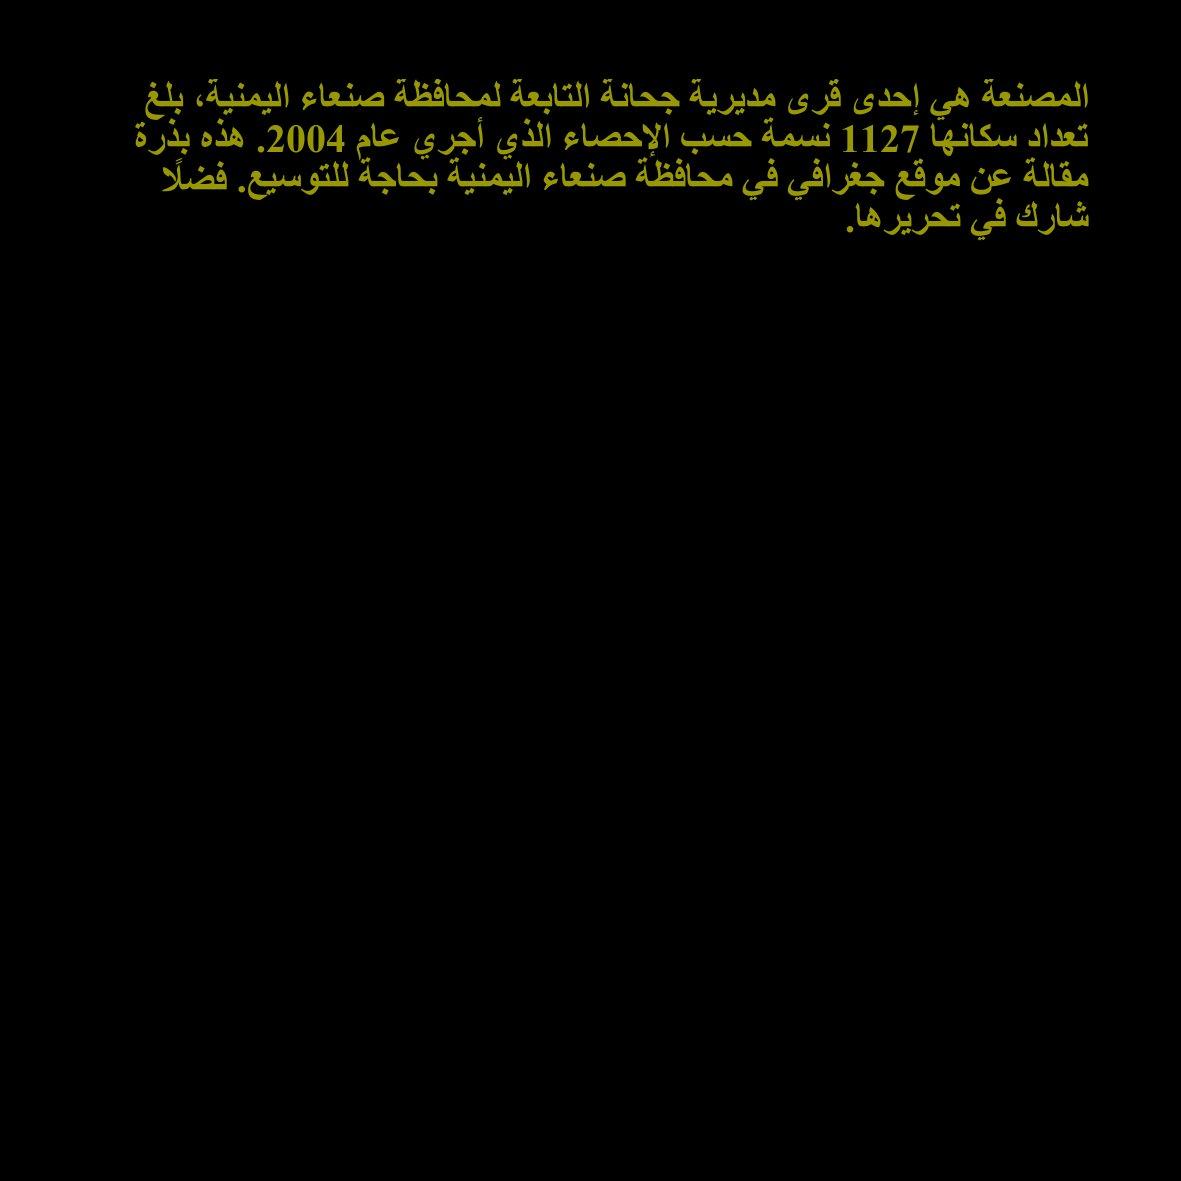 المصنعة هي إحدى قرى مديرية جحانة التابعة لمحافظة صنعاء اليمنية، بلغ
تعداد سكانها 1127 نسمة حسب الإحصاء الذي أجري عام 2004. هذه بذرة
مقالة عن موقع جغرافي في محافظة صنعاء اليمنية بحاجة للتوسيع. فضلًا
شارك في تحريرها.